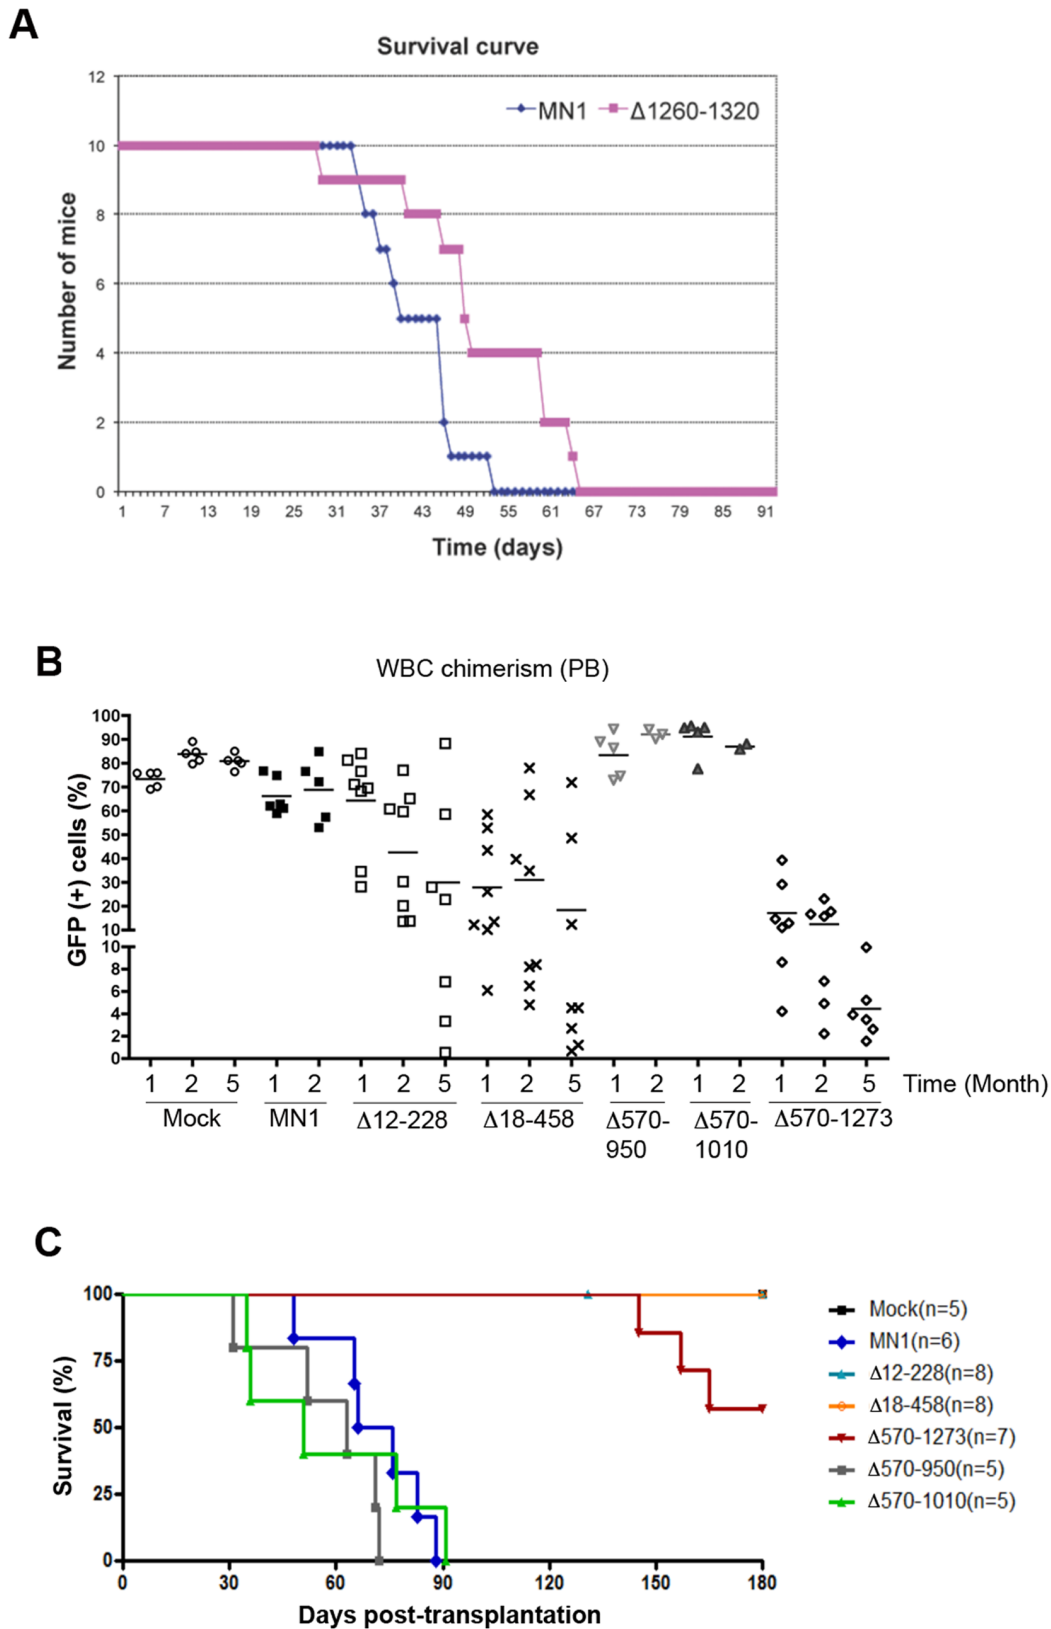 A
Survival curve
MN1 Δ1260-1320
Number of mice
12
10
8
6
4
2
0
1 7 13 19 25 31 37 43 49 55 61 67 73 79 85 91
Time (days)
B
WBC chimerism (PB)
GFP (+) cells (%)
100
90
80
70
60
50
40
30
20
10
10
8
6
4
2
0
1 2 5 1 2 1 2 5 1 2 5 1 2 1 2 1 2 5 Time (Month)
Mock MN1 Δ12-228 Δ18-458 Δ570-950 Δ570-1010 Δ570-1273
C
Survival (%)
100
75
50
25
0
0 30 60 90 120 150 180
Days post-transplantation
Mock(n=5)
MN1(n=6)
Δ12-228(n=8)
Δ18-458(n=8)
Δ570-1273(n=7)
Δ570-950(n=5)
Δ570-1010(n=5)